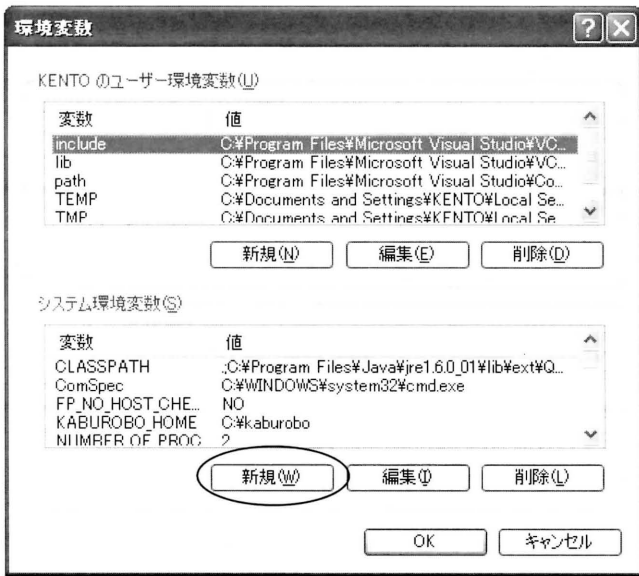 環境変数
KENTO のユーザー環境変数(U)
変数 値
include C:¥Program Files¥Microsoft Visual Studio¥VC...
lib C:¥Program Files¥Microsoft Visual Studio¥VC...
path C:¥Program Files¥Microsoft Visual Studio¥Co...
TEMP C:¥Documents and Settings¥KENTO¥Local Se...
TMP C:¥Documents and Settings¥KENTO¥Local Se...
新規(N) 編集(E) 削除(D)
システム環境変数(S)
変数 値
CLASSPATH .;C:¥Program Files¥Java¥jre1.6.0_01¥lib¥ext¥Q...
ComSpec C:¥WINDOWS¥system32¥cmd.exe
FP_NO_HOST_CHE... NO
KABUROBO_HOME C:¥kaburobo
NUMBER_OF_PROC... 2
新規(W) 編集(I) 削除(L)
OK キャンセル